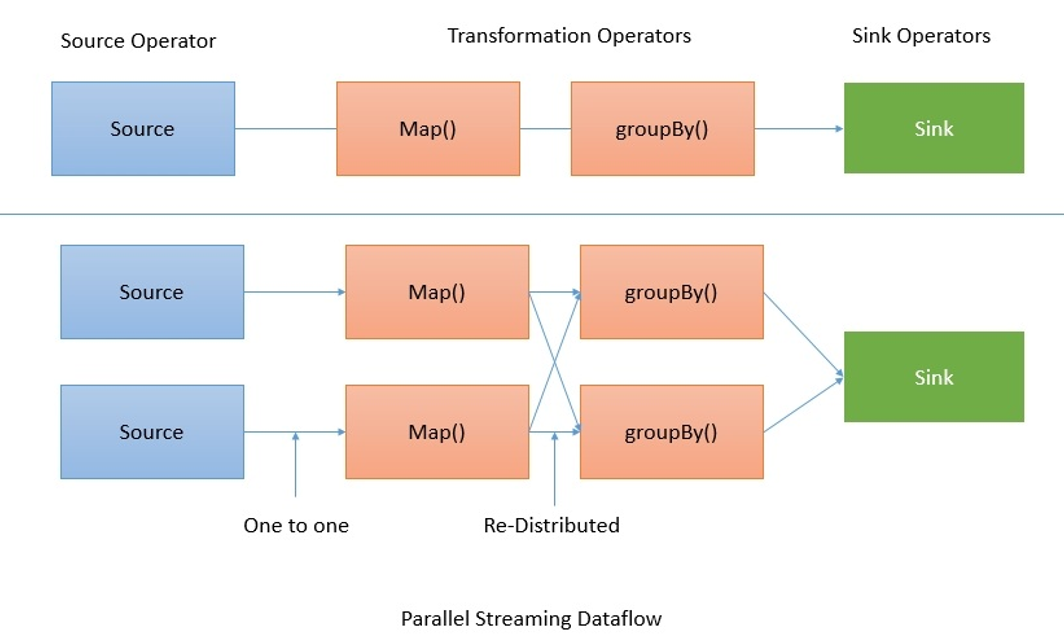 Source Operator
Transformation Operators
Sink Operators
Source
Map()
groupBy()
Sink
Source
Map()
groupBy()
Sink
Source
Map()
groupBy()
One to one
Re-Distributed
Parallel Streaming Dataflow